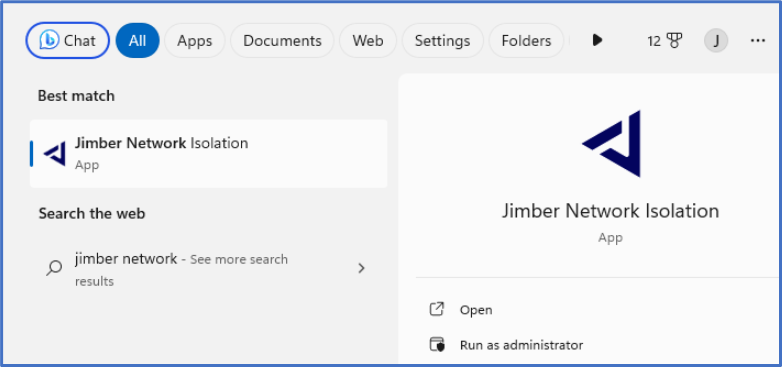 Chat All Apps Documents Web Settings Folders 12 J
Best match
Jimber Network Isolation
App
Search the web
jimber network - See more search
results
Jimber Network Isolation
App
Open
Run as administrator